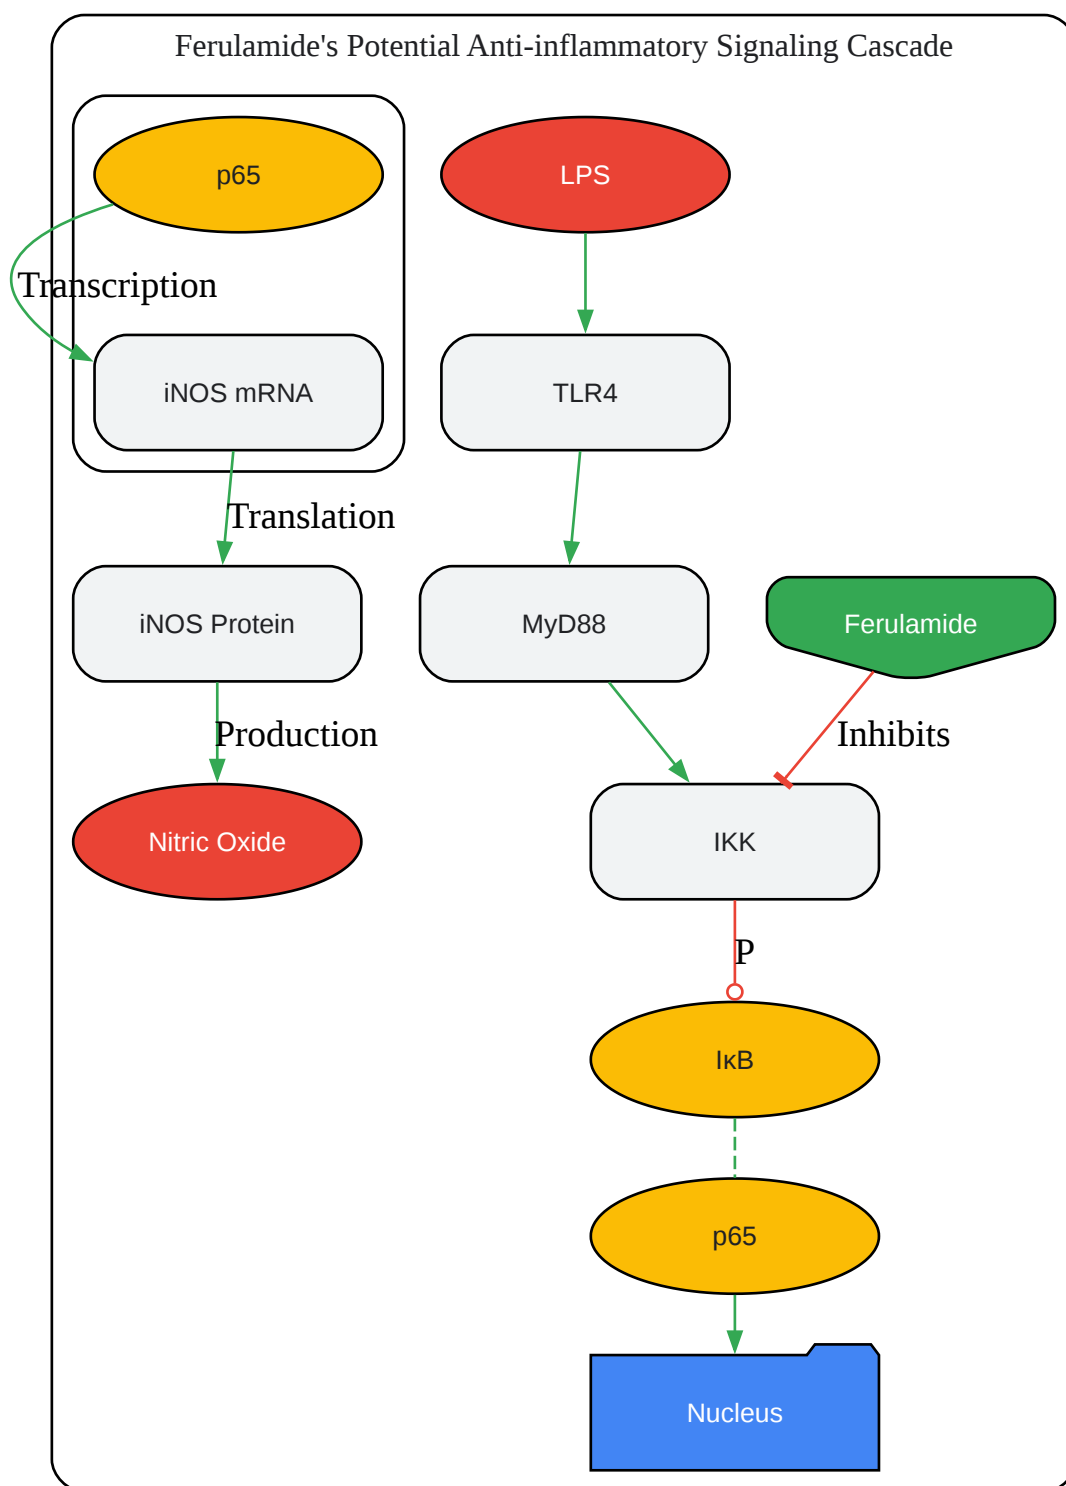 Ferulamide's Potential Anti-inflammatory Signaling Cascade
p65
LPS
Transcription
iNOS mRNA
TLR4
Translation
iNOS Protein
MyD88
Ferulamide
Production
Inhibits
Nitric Oxide
IKK
P
IκB
p65
Nucleus